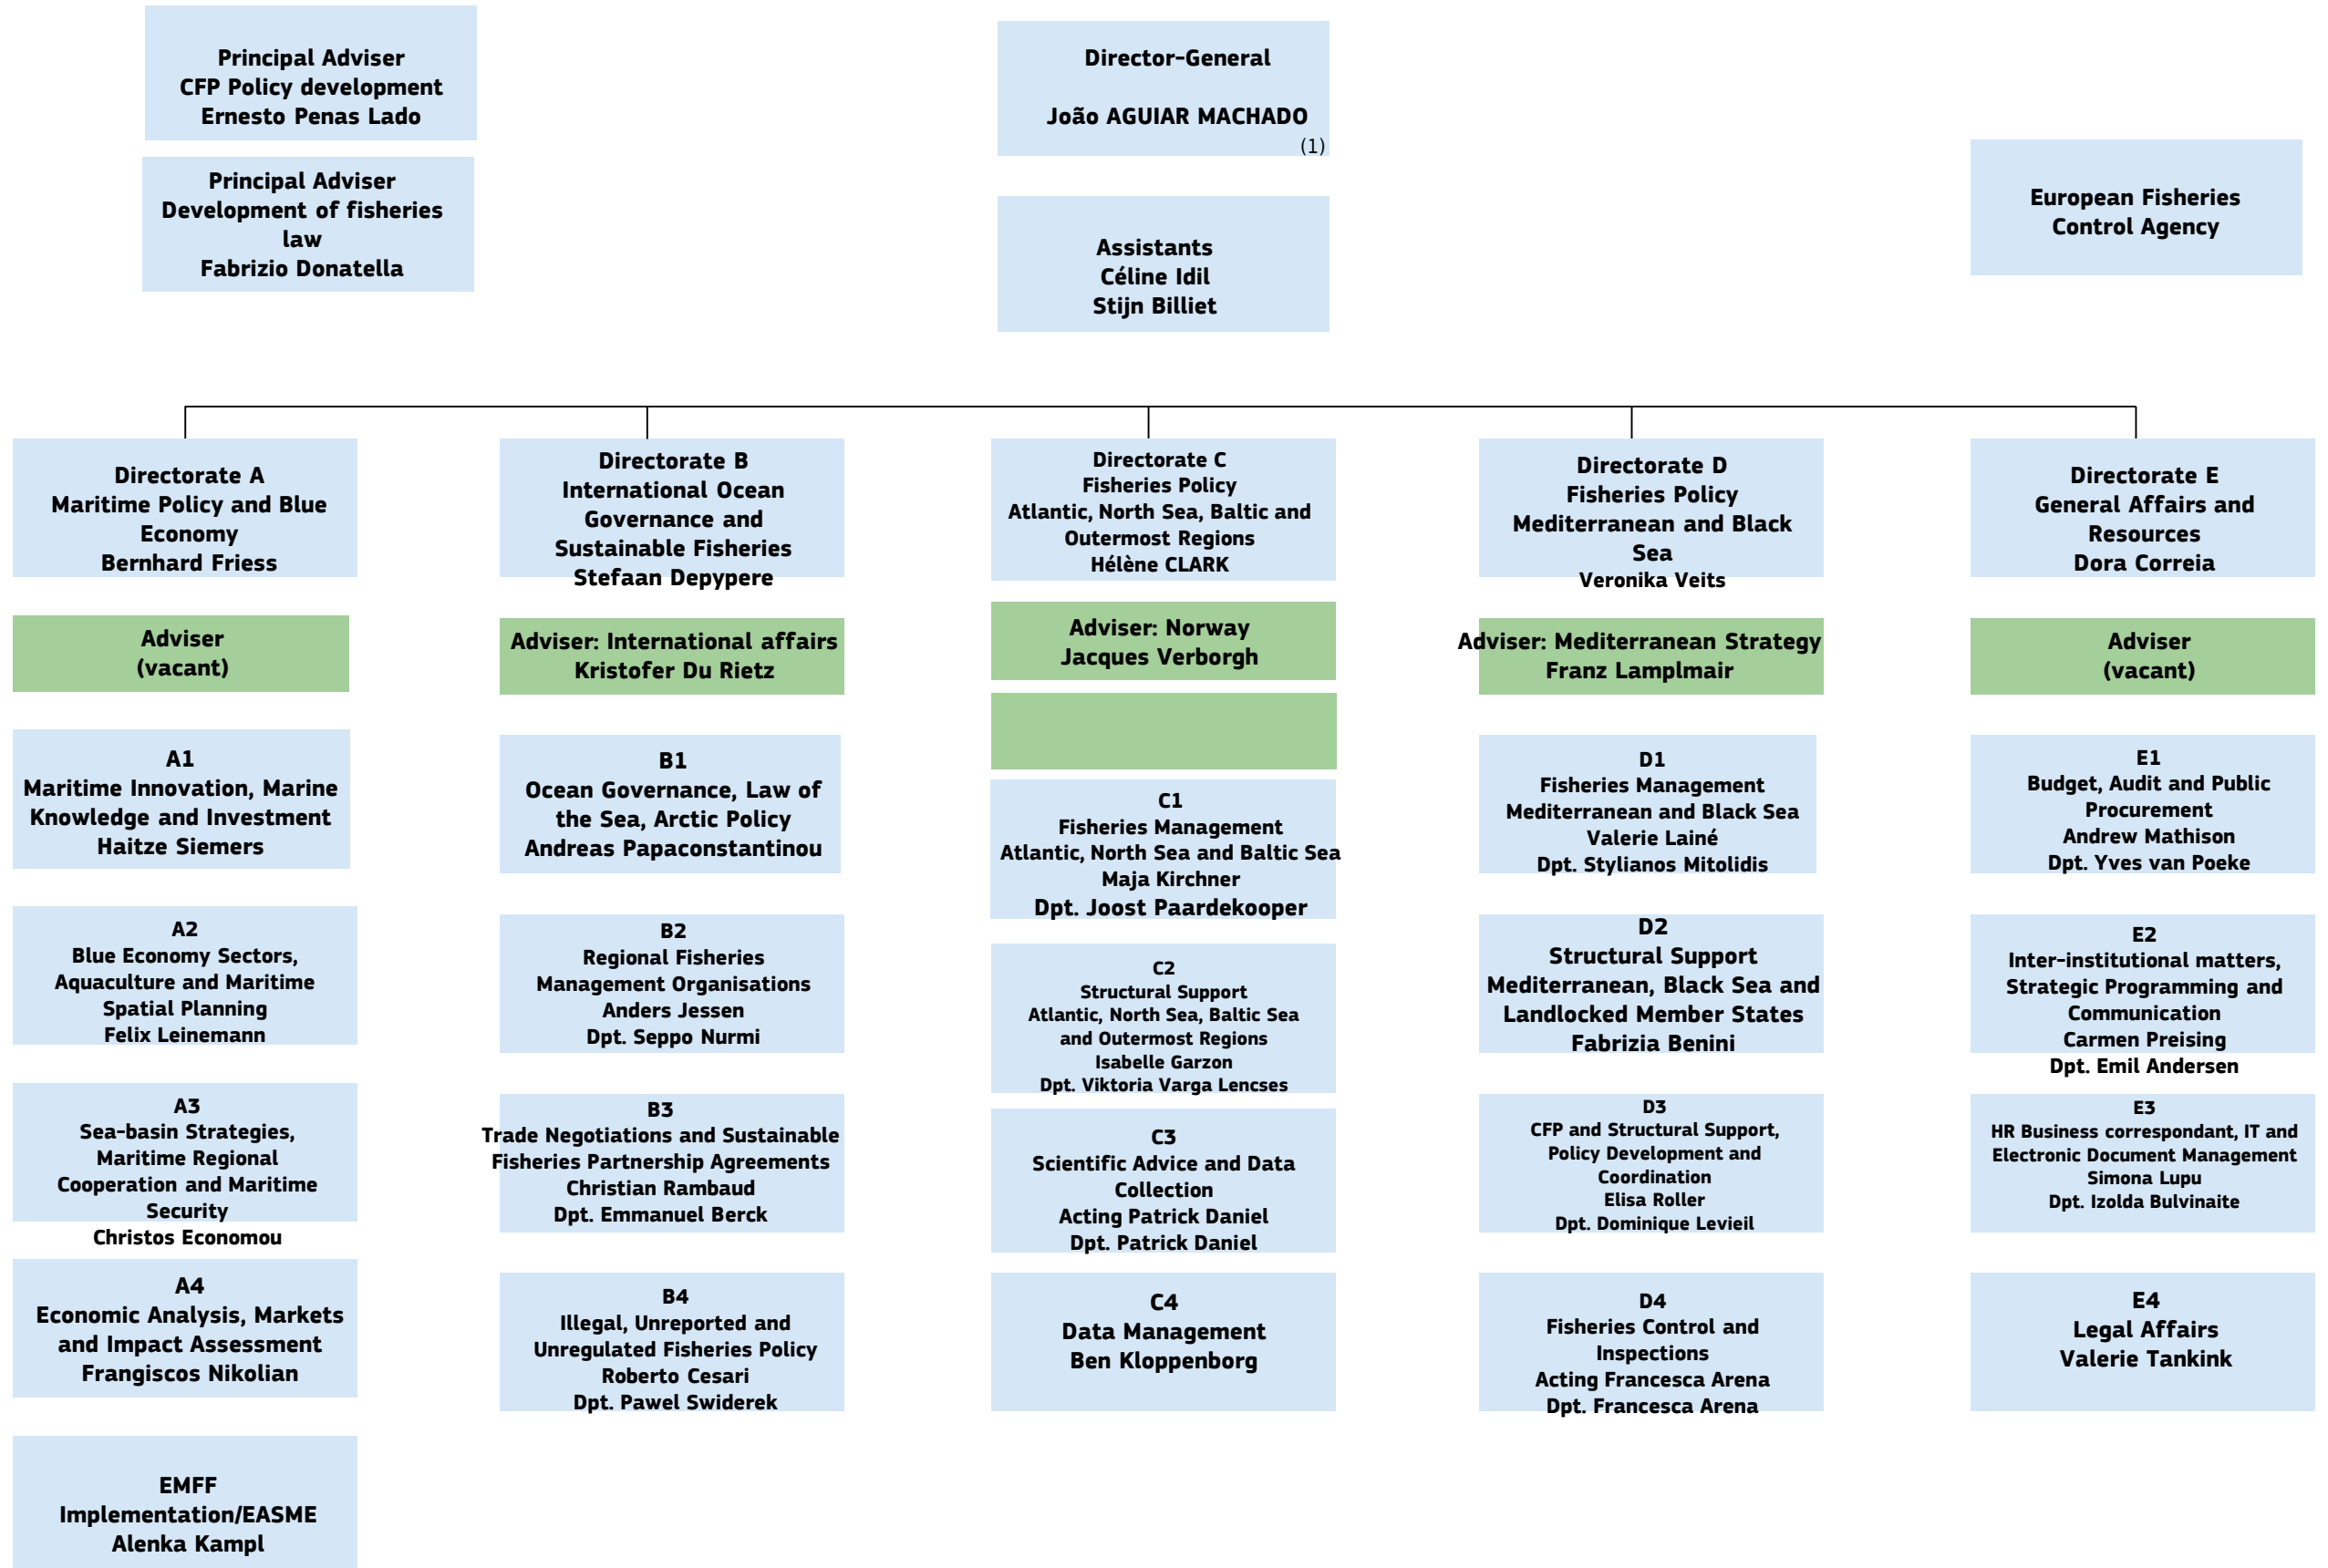 Principal Adviser
CFP Policy development
Ernesto Penas Lado
Principal Adviser
Development of fisheries
law
Fabrizio Donatella
Director-General
João AGUIAR MACHADO
(1)
Assistants
Céline Idil
Stijn Billiet
European Fisheries
Control Agency
Directorate A
Maritime Policy and Blue
Economy
Bernhard Friess
Adviser
(vacant)
A1
Maritime Innovation, Marine
Knowledge and Investment
Haitze Siemers
A2
Blue Economy Sectors,
Aquaculture and Maritime
Spatial Planning
Felix Leinemann
A3
Sea-basin Strategies,
Maritime Regional
Cooperation and Maritime
Security
Christos Economou
A4
Economic Analysis, Markets
and Impact Assessment
Frangiscos Nikolian
EMFF
Implementation/EASME
Alenka Kampl
Directorate B
International Ocean
Governance and
Sustainable Fisheries
Stefaan Depypere
Adviser: International affairs
Kristofer Du Rietz
B1
Ocean Governance, Law of
the Sea, Arctic Policy
Andreas Papaconstantinou
B2
Regional Fisheries
Management Organisations
Anders Jessen
Dpt. Seppo Nurmi
B3
Trade Negotiations and Sustainable
Fisheries Partnership Agreements
Christian Rambaud
Dpt. Emmanuel Berck
B4
Illegal, Unreported and
Unregulated Fisheries Policy
Roberto Cesari
Dpt. Pawel Swiderek
Directorate C
Fisheries Policy
Atlantic, North Sea, Baltic and
Outermost Regions
Hélène CLARK
Adviser: Norway
Jacques Verborgh
C1
Fisheries Management
Atlantic, North Sea and Baltic Sea
Maja Kirchner
Dpt. Joost Paardekooper
C2
Structural Support
Atlantic, North Sea, Baltic Sea
and Outermost Regions
Isabelle Garzon
Dpt. Viktoria Varga Lencses
C3
Scientific Advice and Data
Collection
Acting Patrick Daniel
Dpt. Patrick Daniel
C4
Data Management
Ben Kloppenborg
Directorate D
Fisheries Policy
Mediterranean and Black
Sea
Veronika Veits
Adviser: Mediterranean Strategy
Franz Lamplmair
D1
Fisheries Management
Mediterranean and Black Sea
Valerie Lainé
Dpt. Stylianos Mitolidis
D2
Structural Support
Mediterranean, Black Sea and
Landlocked Member States
Fabrizia Benini
D3
CFP and Structural Support,
Policy Development and
Coordination
Elisa Roller
Dpt. Dominique Levieil
D4
Fisheries Control and
Inspections
Acting Francesca Arena
Dpt. Francesca Arena
Directorate E
General Affairs and
Resources
Dora Correia
Adviser
(vacant)
E1
Budget, Audit and Public
Procurement
Andrew Mathison
Dpt. Yves van Poeke
E2
Inter-institutional matters,
Strategic Programming and
Communication
Carmen Preising
Dpt. Emil Andersen
E3
HR Business correspondant, IT and
Electronic Document Management
Simona Lupu
Dpt. Izolda Bulvinaite
E4
Legal Affairs
Valerie Tankink